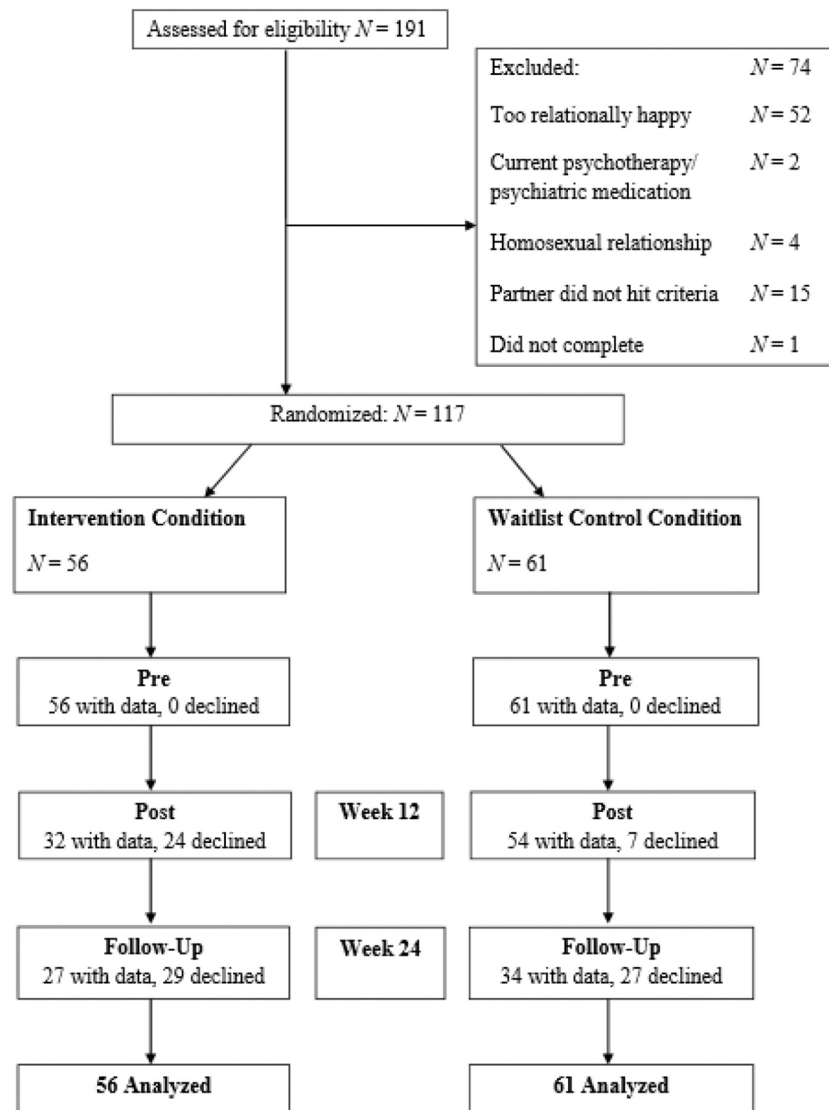 Assessed for eligibility N = 191
Excluded: N = 74
Too relationally happy N = 52
Current psychotherapy/ N = 2
psychiatric medication
Homosexual relationship N = 4
Partner did not hit criteria N = 15
Did not complete N = 1
Randomized: N = 117
Intervention Condition
N = 56
Waitlist Control Condition
N = 61
Pre
56 with data, 0 declined
Pre
61 with data, 0 declined
Post
32 with data, 24 declined
Week 12
Post
54 with data, 7 declined
Follow-Up
27 with data, 29 declined
Week 24
Follow-Up
34 with data, 27 declined
56 Analyzed
61 Analyzed